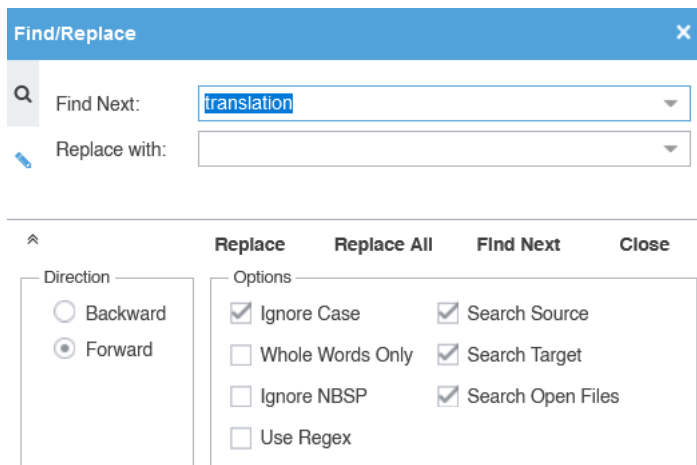 Find/Replace
Find Next: translation
Replace with:
Replace Replace All Find Next Close
Direction Options
Backward Ignore Case Search Source
Forward Whole Words Only Search Target
Ignore NBSP Search Open Files
Use Regex